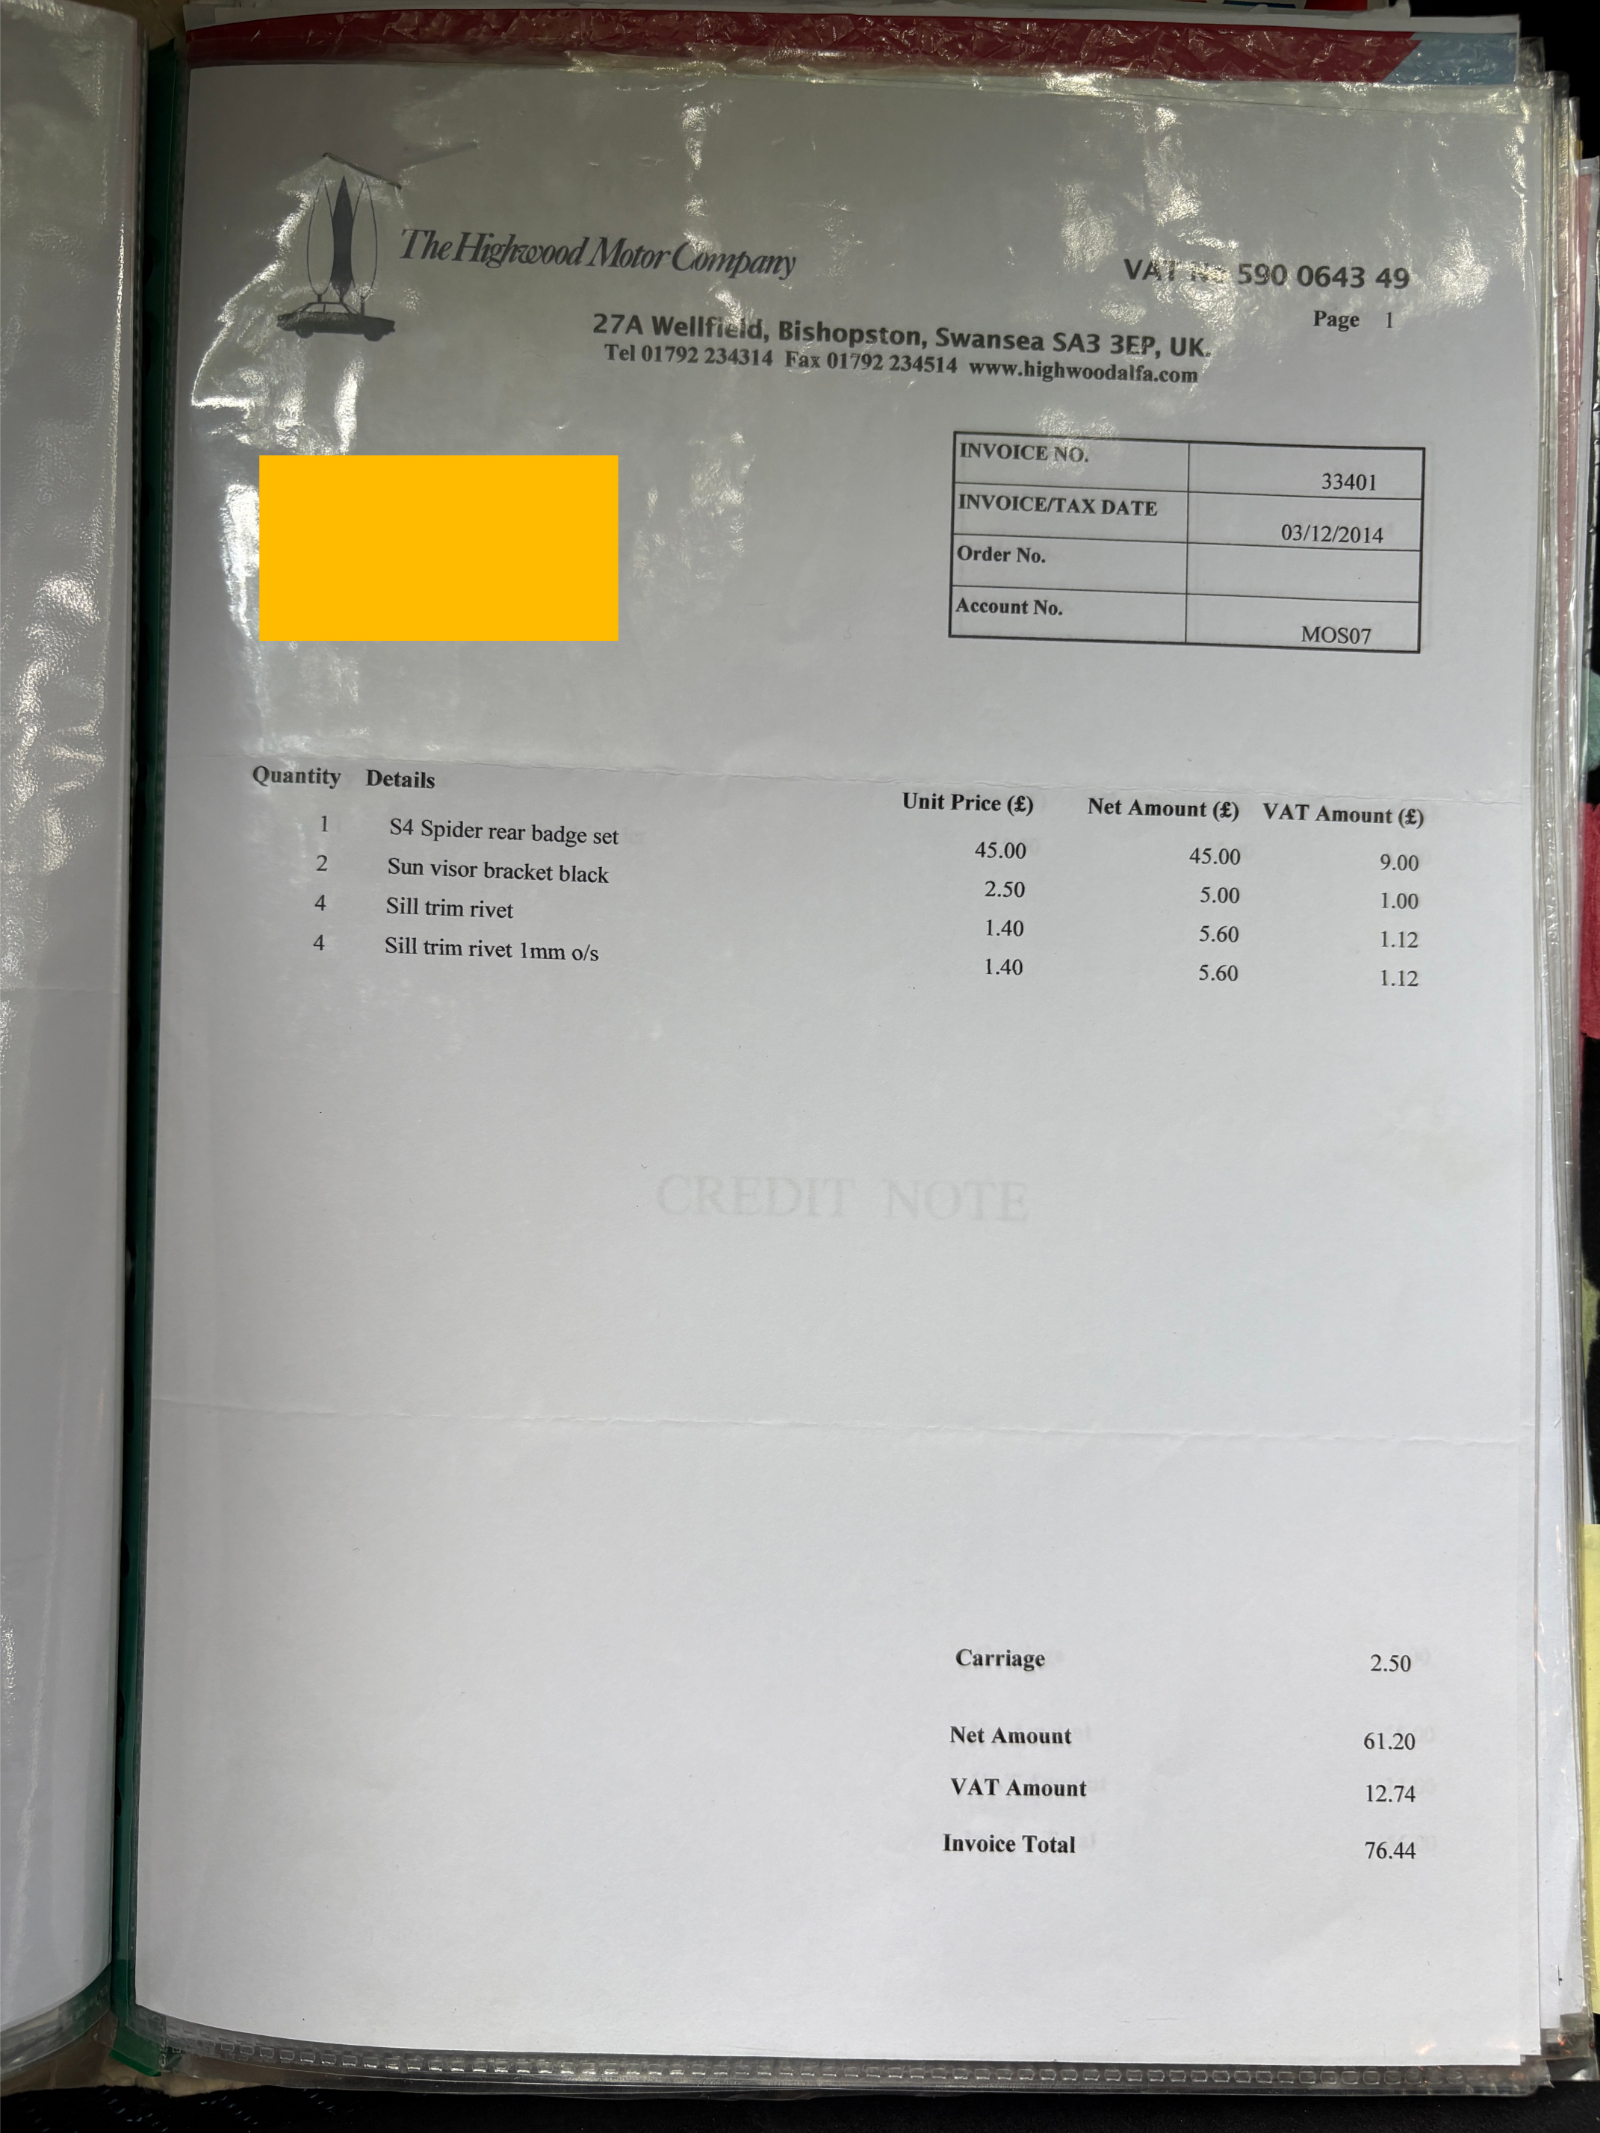 The Highwood Motor Company
VAT No 590 0643 49
Page 1
27A Wellfield, Bishopston, Swansea SA3 3EP, UK.
Tel 01792 234314 Fax 01792 234514 www.highwoodalfa.com
INVOICE NO. 33401
INVOICE/TAX DATE 03/12/2014
Order No.
Account No. MOS07
Quantity Details Unit Price (£) Net Amount (£) VAT Amount (£)
1 S4 Spider rear badge set 45.00 45.00 9.00
2 Sun visor bracket black 2.50 5.00 1.00
4 Sill trim rivet 1.40 5.60 1.12
4 Sill trim rivet 1mm o/s 1.40 5.60 1.12
CREDIT NOTE
Carriage 2.50
Net Amount 61.20
VAT Amount 12.74
Invoice Total 76.44